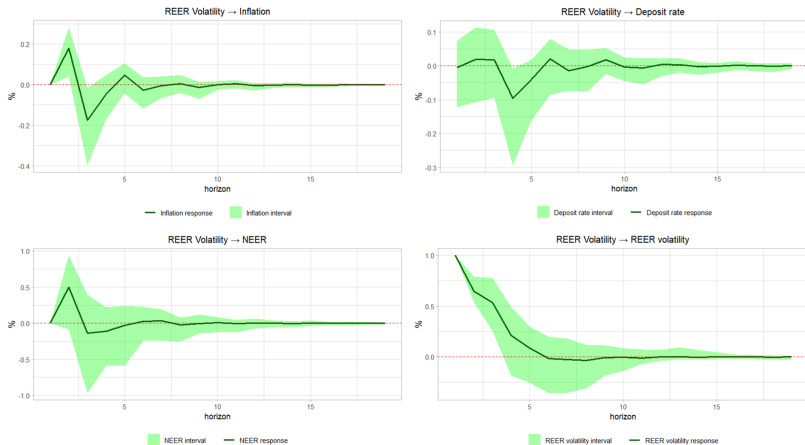 REER Volatility → Inflation
0.2
0.0
-0.2
-0.4
%
5
10
15
horizon
Inflation response
Inflation interval
REER Volatility → Deposit rate
0.1
0.0
-0.1
-0.2
-0.3
%
5
10
15
horizon
Deposit rate interval
Deposit rate response
REER Volatility → NEER
1.0
0.5
0.0
-0.5
-1.0
%
5
10
15
horizon
NEER interval
NEER response
REER Volatility → REER volatility
1.0
0.5
0.0
%
5
10
15
horizon
REER volatility interval
REER volatility response